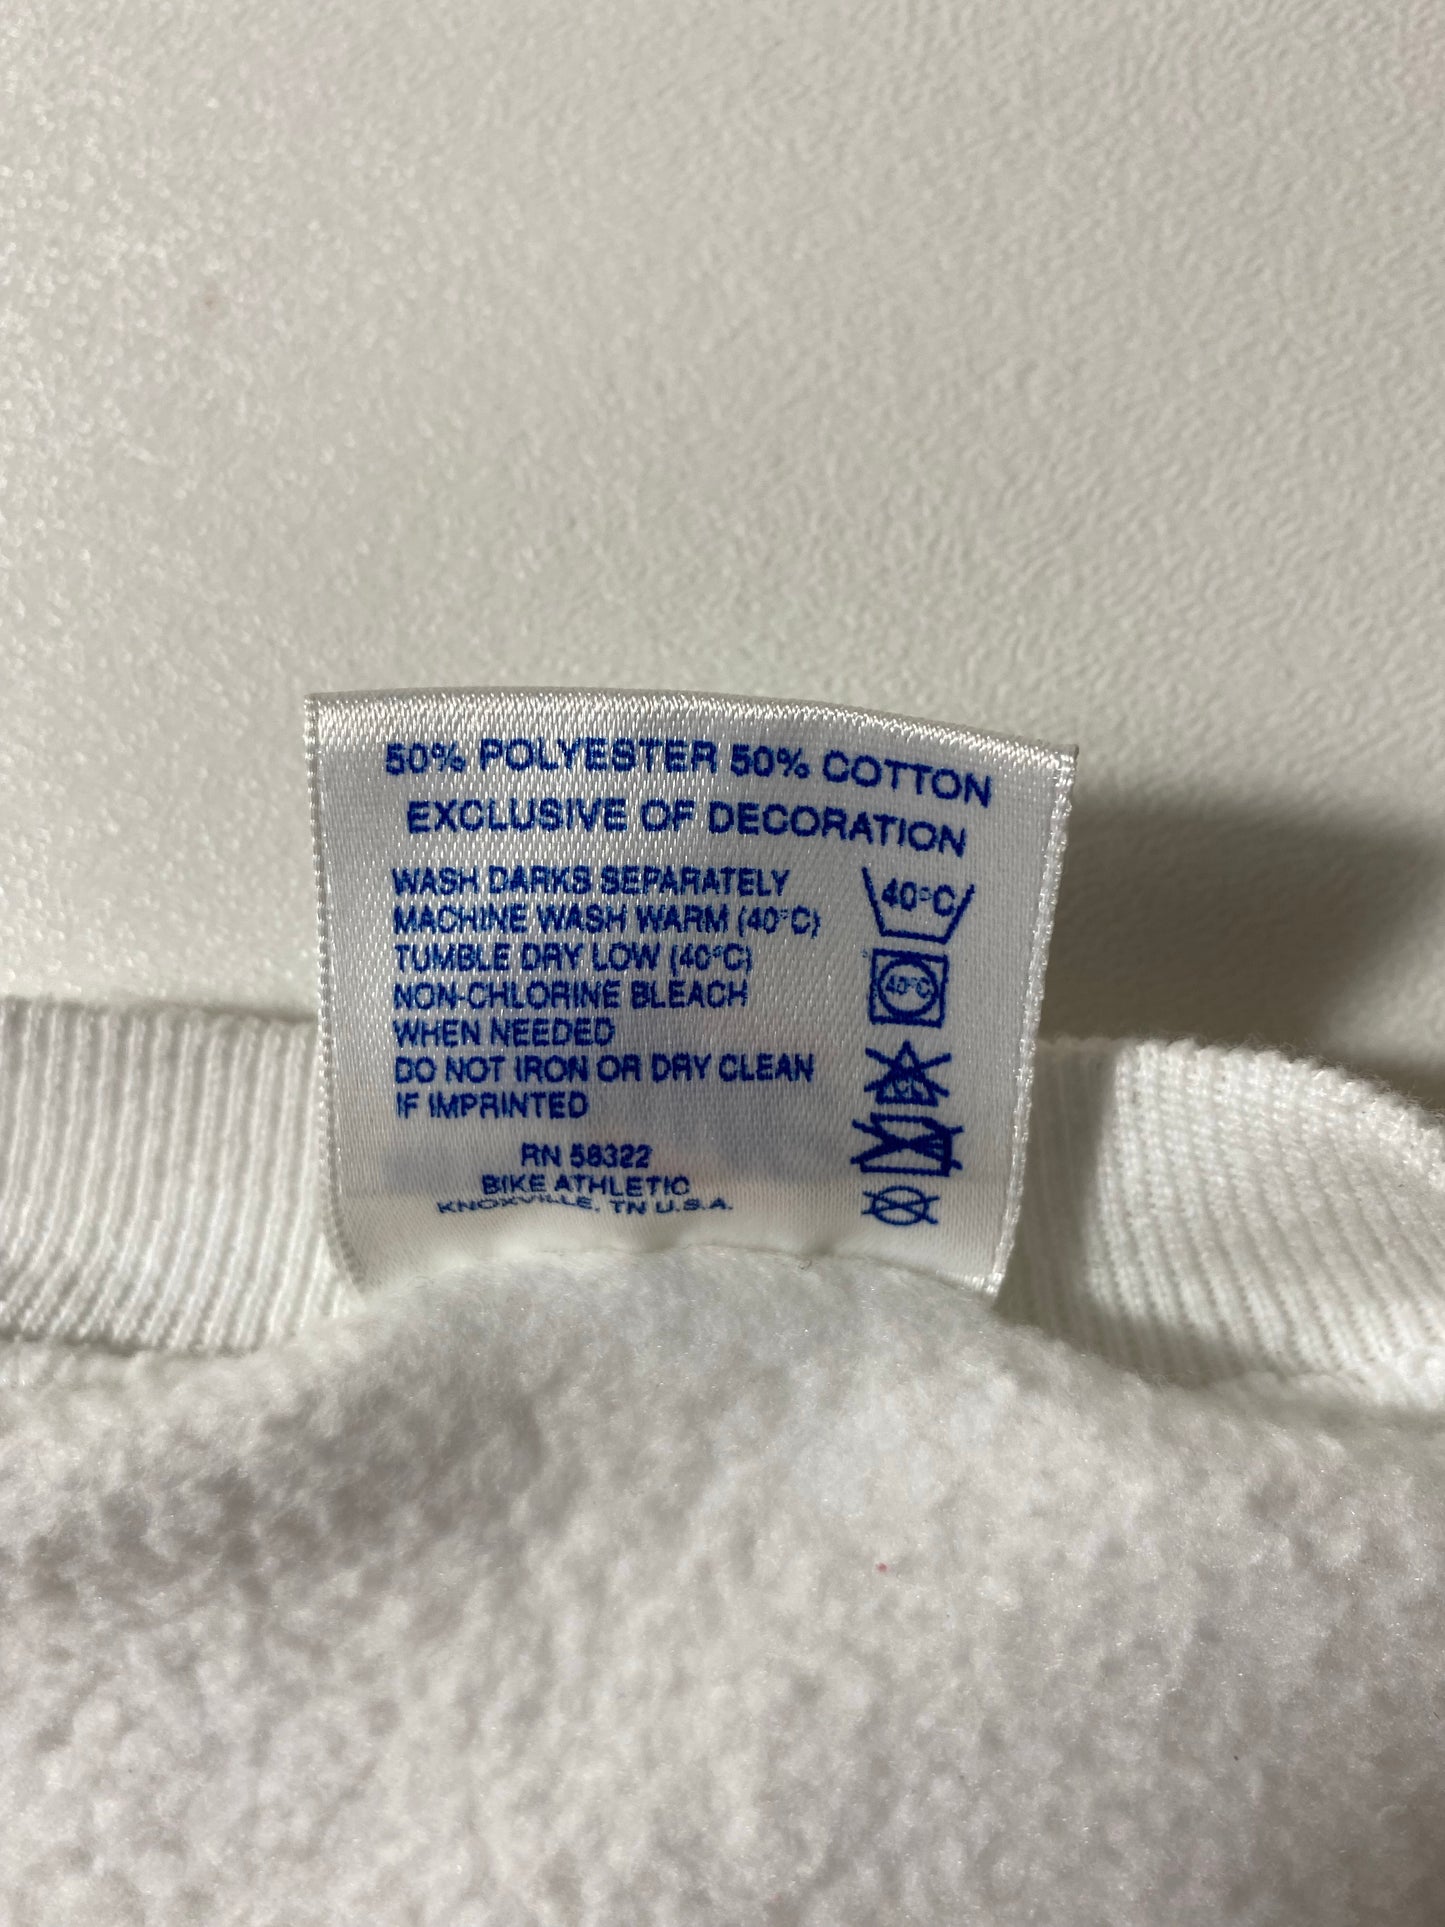 50% POLYESTER 50% COTTON
EXCLUSIVE OF DECORATION
WASH DARKS SEPARATELY
MACHINE WASH WARM (40°C)
TUMBLE DRY LOW (40°C)
NON-CHLORINE BLEACH
WHEN NEEDED
DO NOT IRON OR DRY CLEAN
IF IMPRINTED
40°C
40°C
RN 58322
BIKE ATHLETIC
KNOXVILLE, TN U.S.A.